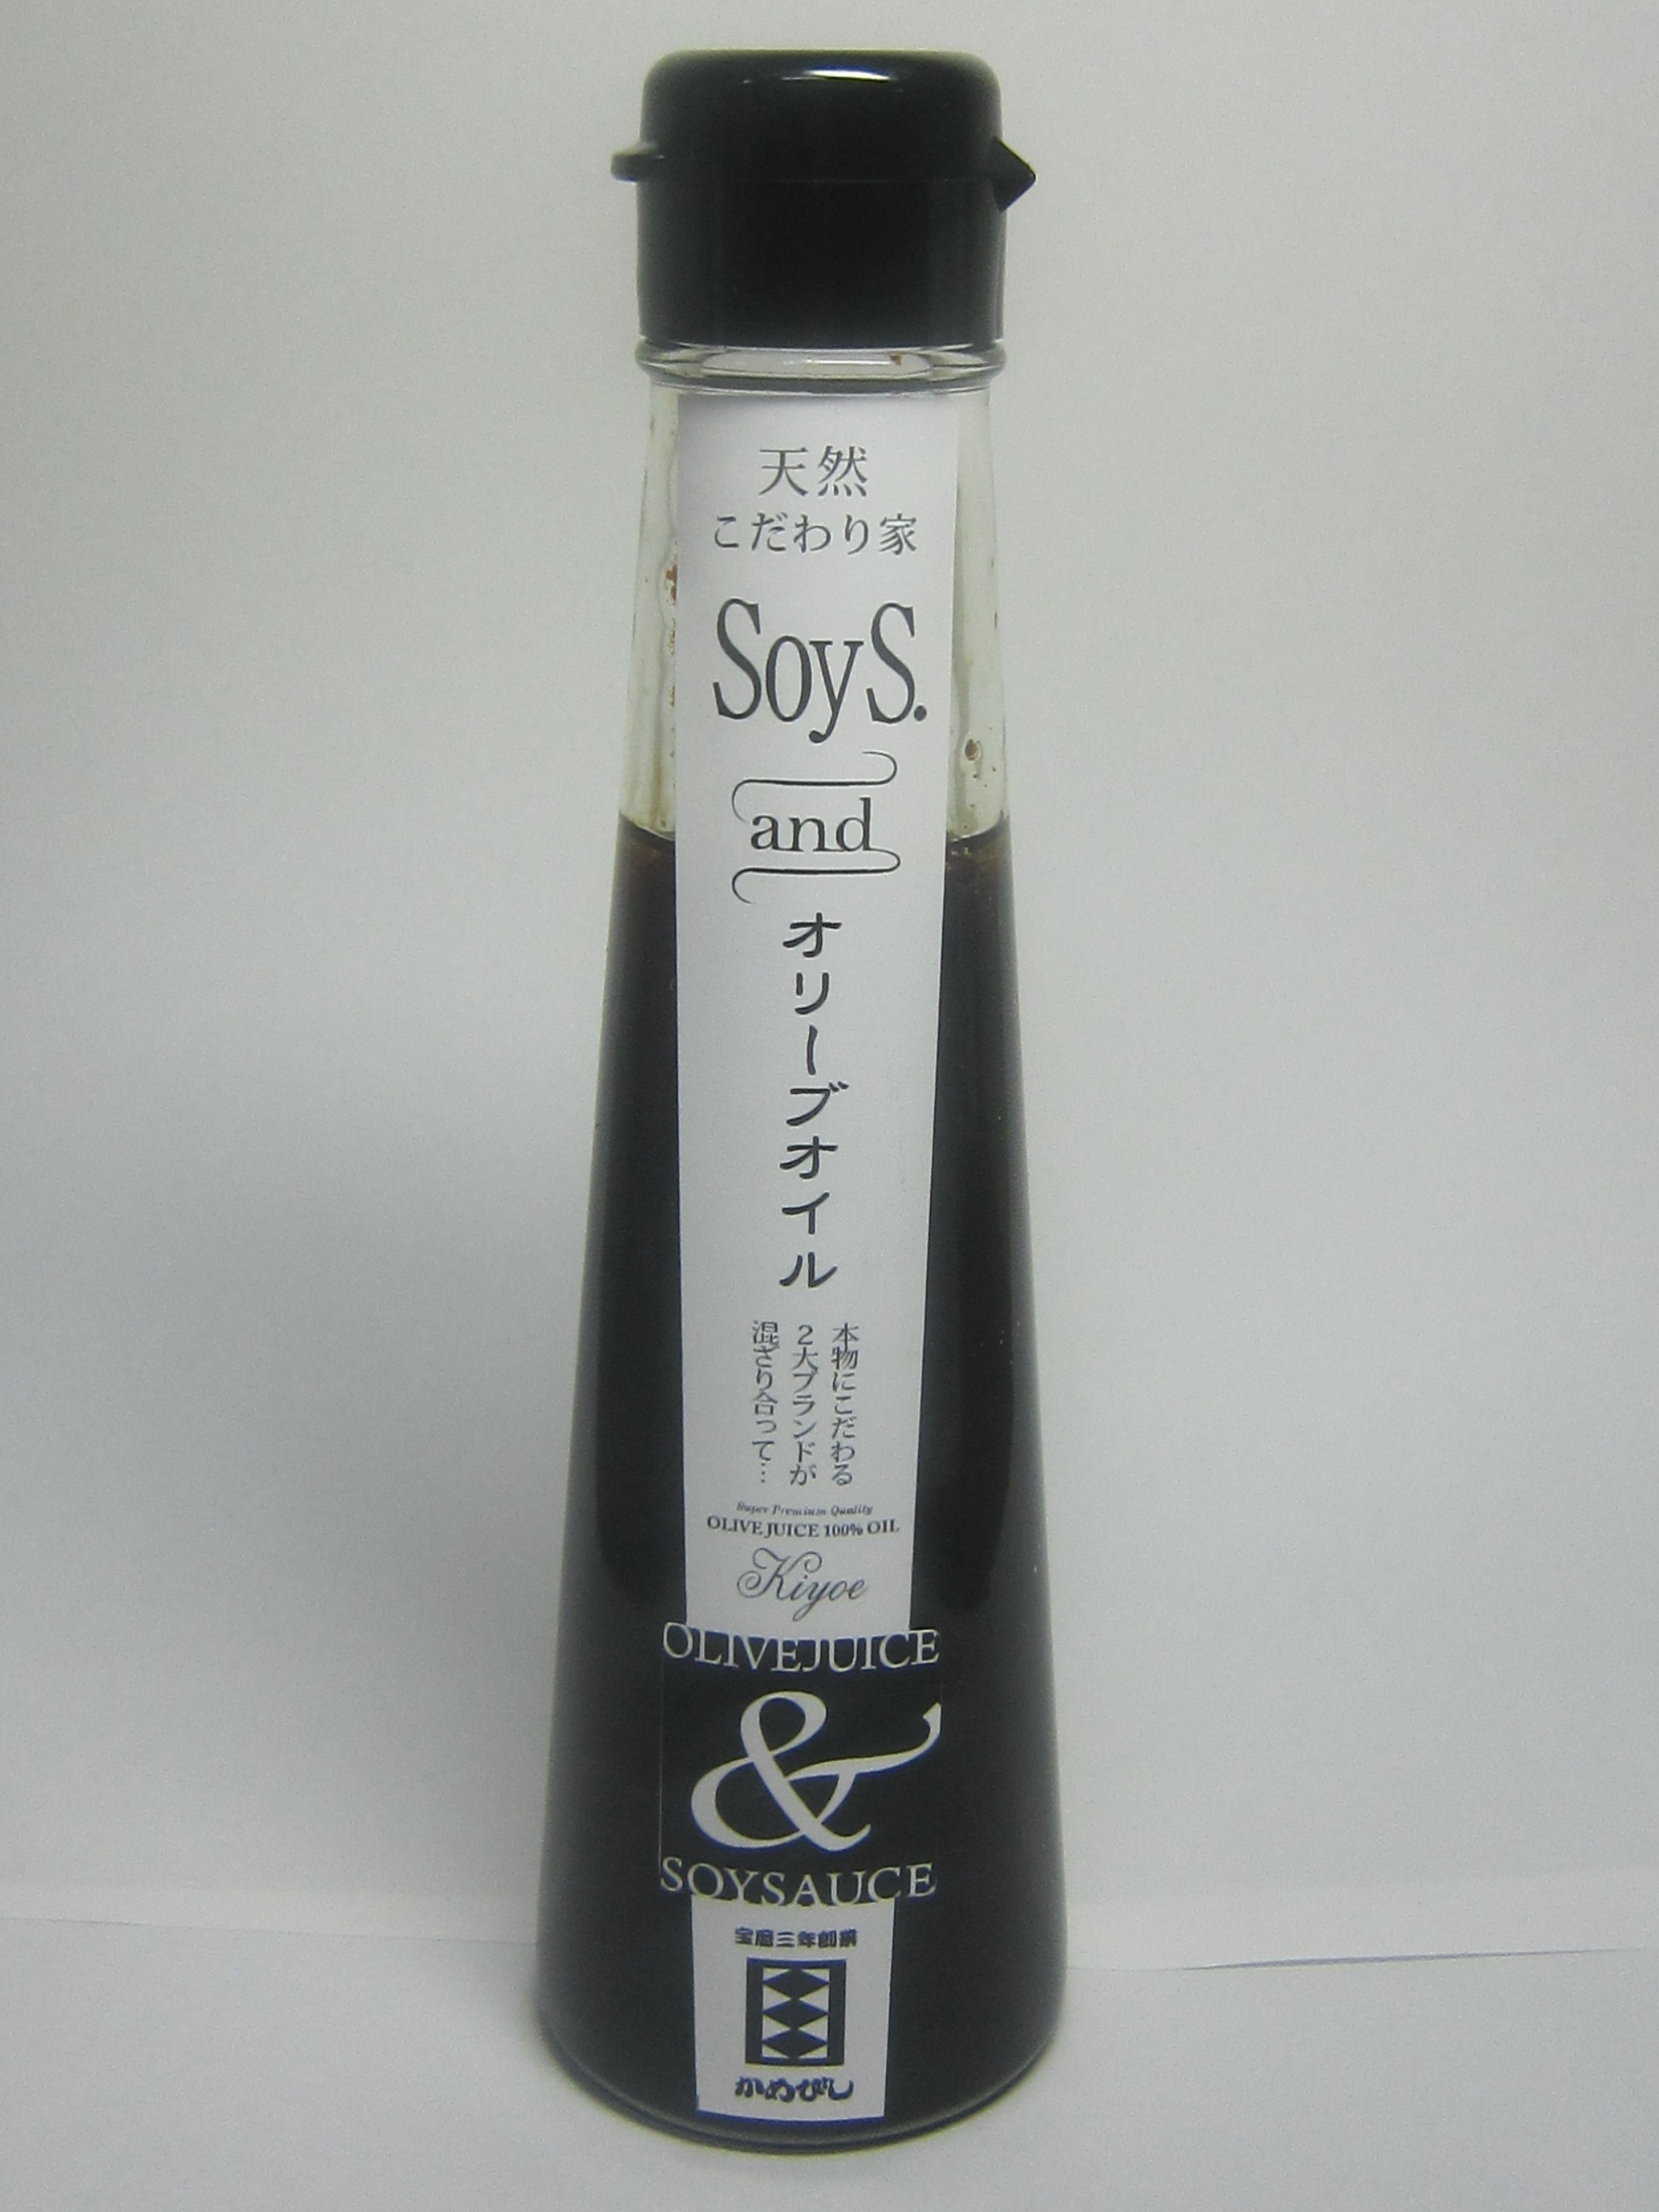 天然
こだわり家
SoyS.
and
オリーブオイル
本物にこだわる
2大ブランドが
混ざり合って…
Super Premium Quality
OLIVE JUICE 100% OIL
Kiyoe
OLIVEJUICE
&
SOYSAUCE
宝暦三年創業
かめびし